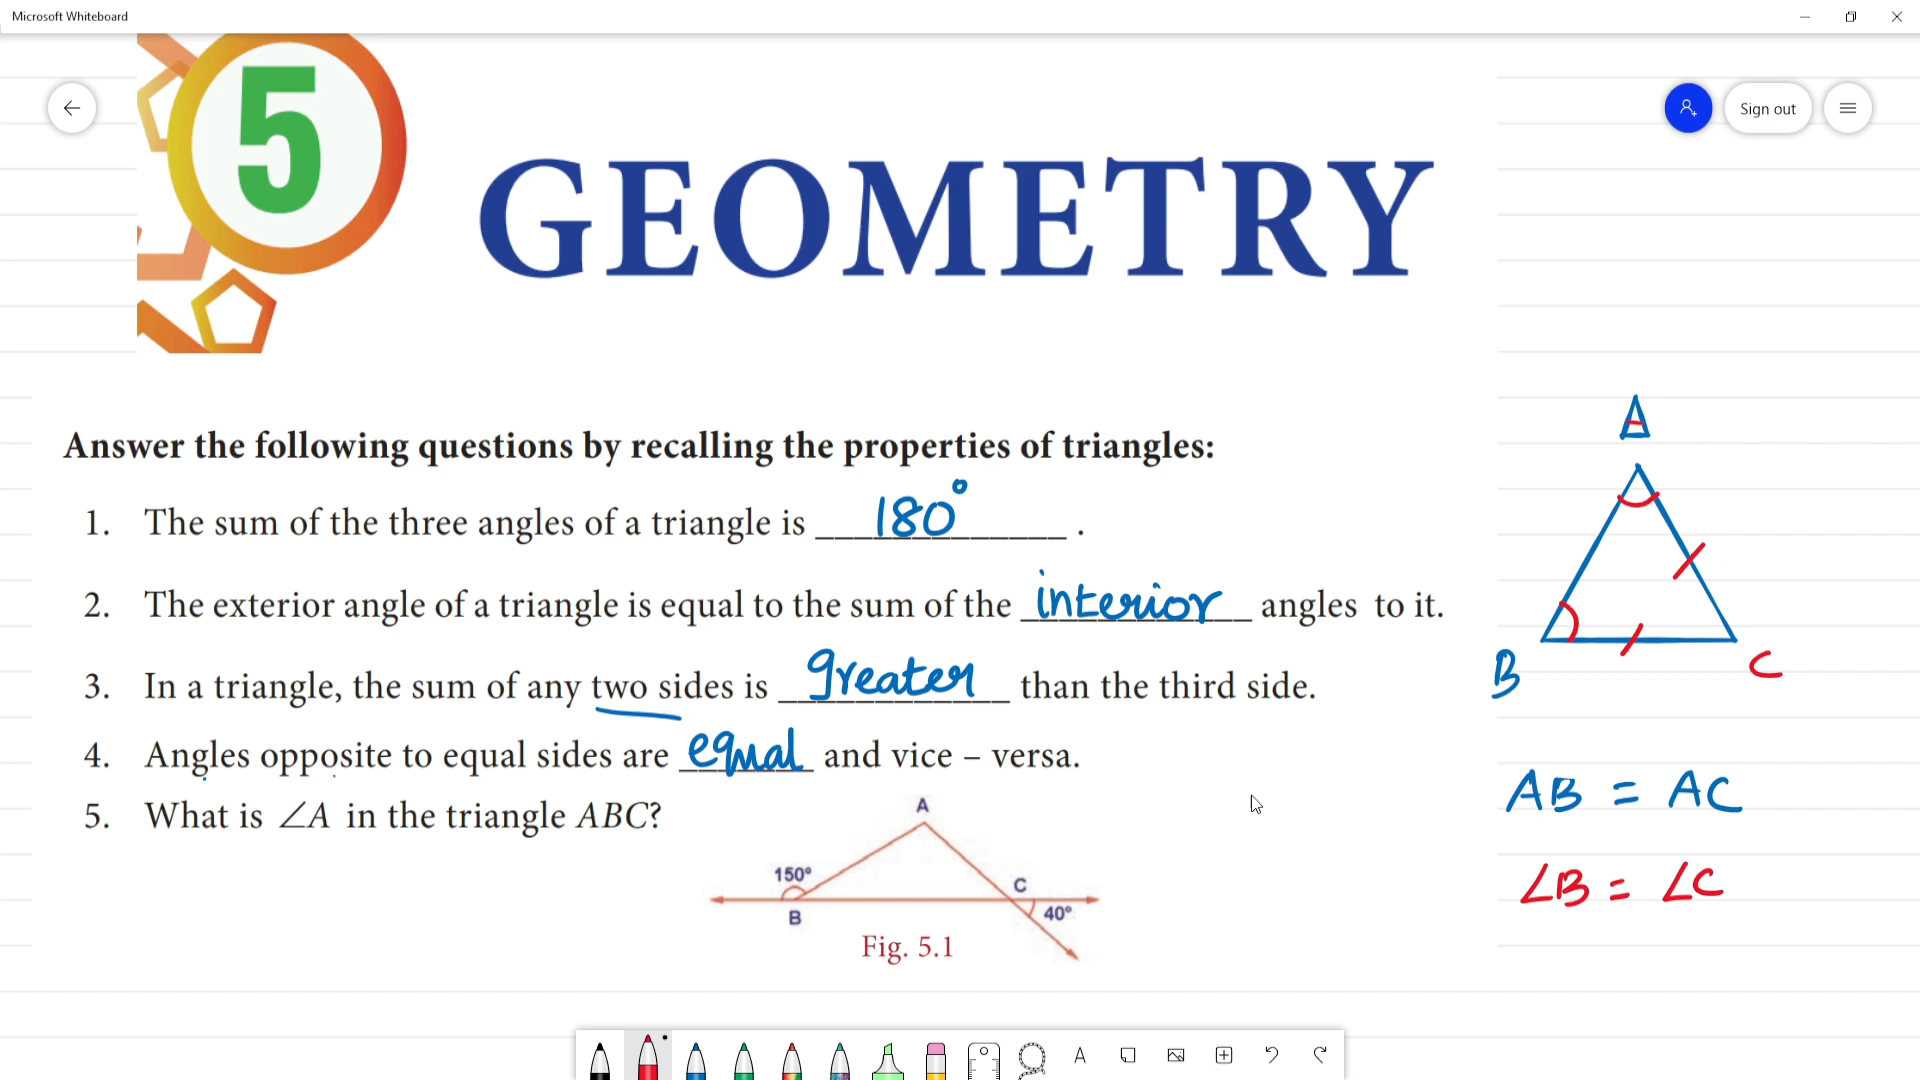 Microsoft Whiteboard
5
GEOMETRY
Sign out
Answer the following questions by recalling the properties of triangles:
1. The sum of the three angles of a triangle is 180° .
2. The exterior angle of a triangle is equal to the sum of the interior angles to it.
3. In a triangle, the sum of any two sides is greater than the third side.
4. Angles opposite to equal sides are equal and vice – versa.
5. What is ∠A in the triangle ABC?
A
150°
B
C
40°
Fig. 5.1
A
B
C
AB = AC
∠B = ∠C
A